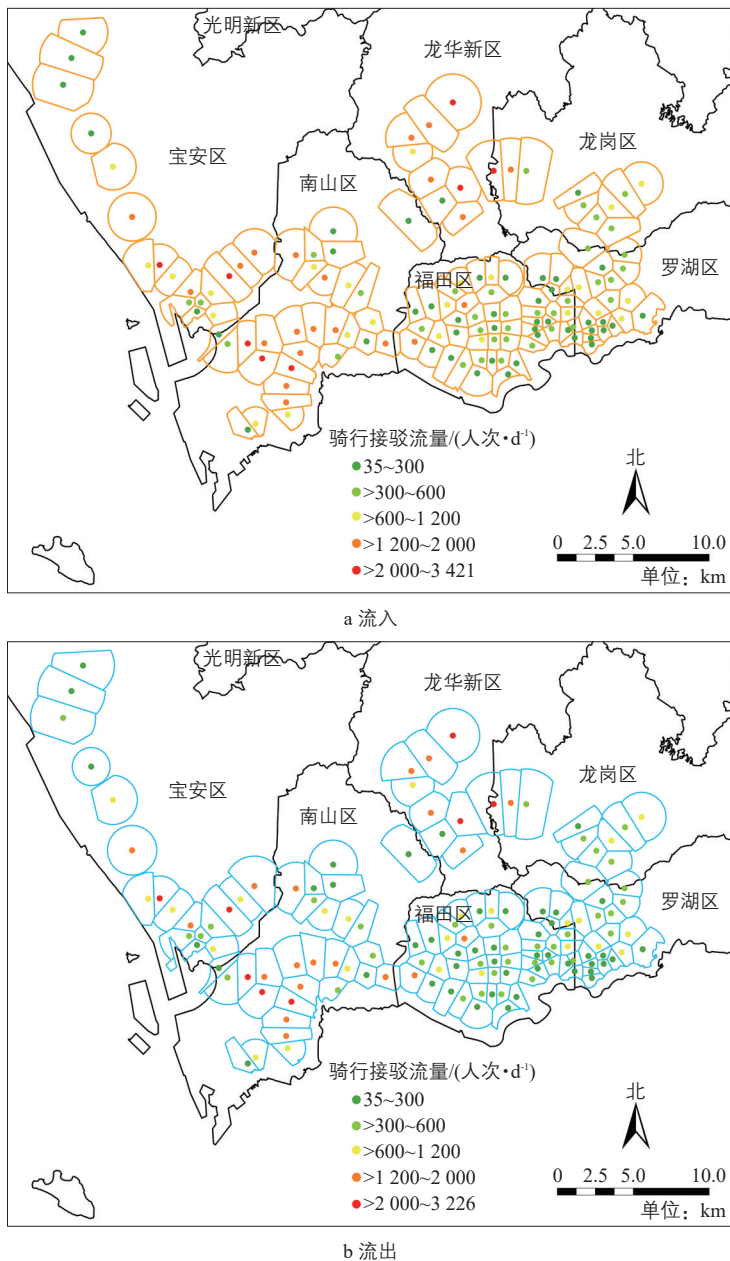 光明新区
龙华新区
宝安区
龙岗区
南山区
罗湖区
福田区
骑行接驳流量/(人次·d⁻¹)
35~300
>300~600
>600~1 200
>1 200~2 000
>2 000~3 421
北
0 2.5 5.0 10.0
单位：km
a 流入
光明新区
龙华新区
宝安区
龙岗区
南山区
罗湖区
福田区
骑行接驳流量/(人次·d⁻¹)
35~300
>300~600
>600~1 200
>1 200~2 000
>2 000~3 226
北
0 2.5 5.0 10.0
单位：km
b 流出